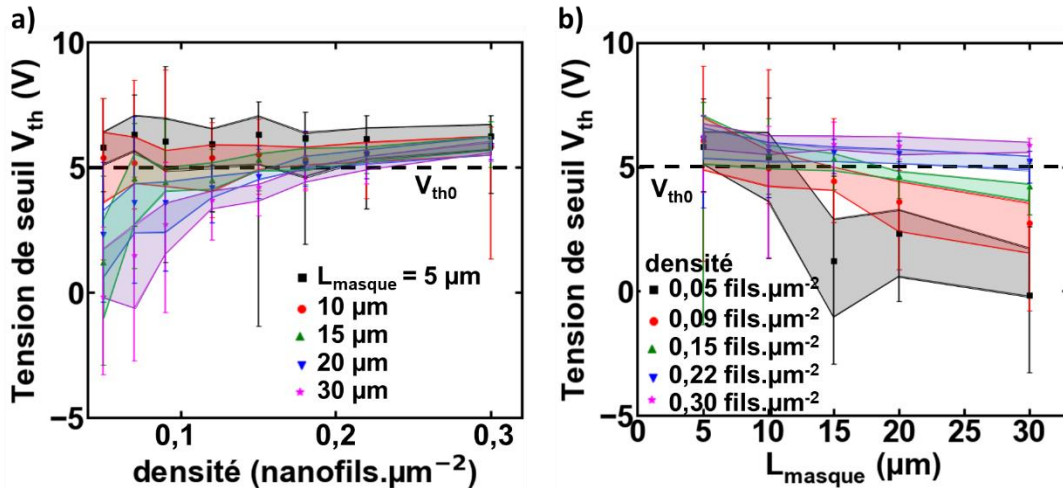 a)
Tension de seuil V_th (V)
10
5
0
−5
V_th0
L_masque = 5 µm
10 µm
15 µm
20 µm
30 µm
0,1
0,2
0,3
densité (nanofils.µm⁻²)
b)
Tension de seuil V_th (V)
10
5
0
−5
V_th0
densité
0,05 fils.µm⁻²
0,09 fils.µm⁻²
0,15 fils.µm⁻²
0,22 fils.µm⁻²
0,30 fils.µm⁻²
0 5 10 15 20 25 30
L_masque (µm)